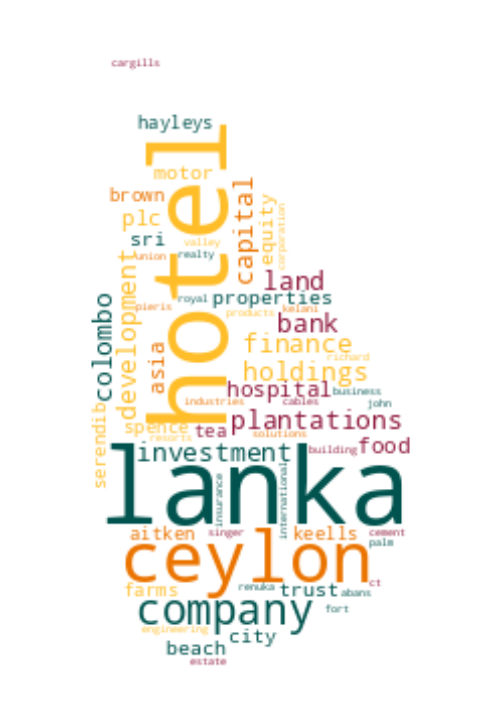 cargills
hayleys
hotel
motor
brown
capital
equity
corporation
plc
sri
valley
union
realty
development
land
colombo
pieris
royal
properties
products
kelani
bank
finance
asia
richard
holdings
hospital
business
industries
cables
john
serendib
plantations
spence
tea
resorts
solutions
food
investment
building
lanka
insurance
international
aitken
singer
keells
cement
palm
ceylon
ct
farms
renuka
trust
abans
company
fort
engineering
city
beach
estate